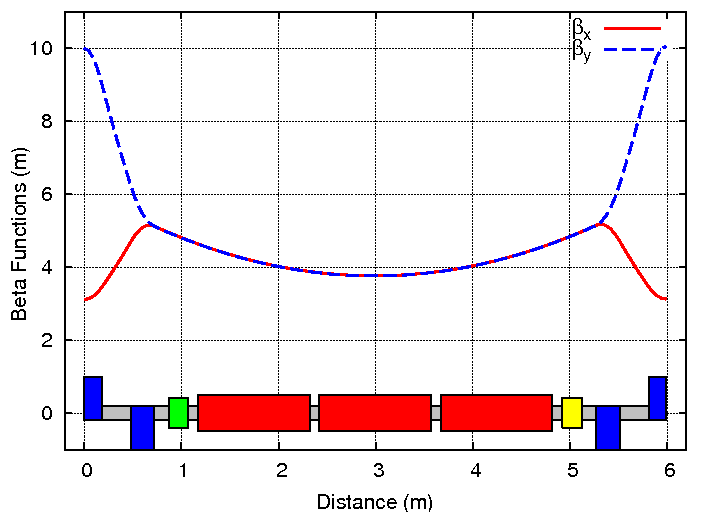 βx
βy
10
8
6
4
2
0
Beta Functions (m)
0 1 2 3 4 5 6
Distance (m)